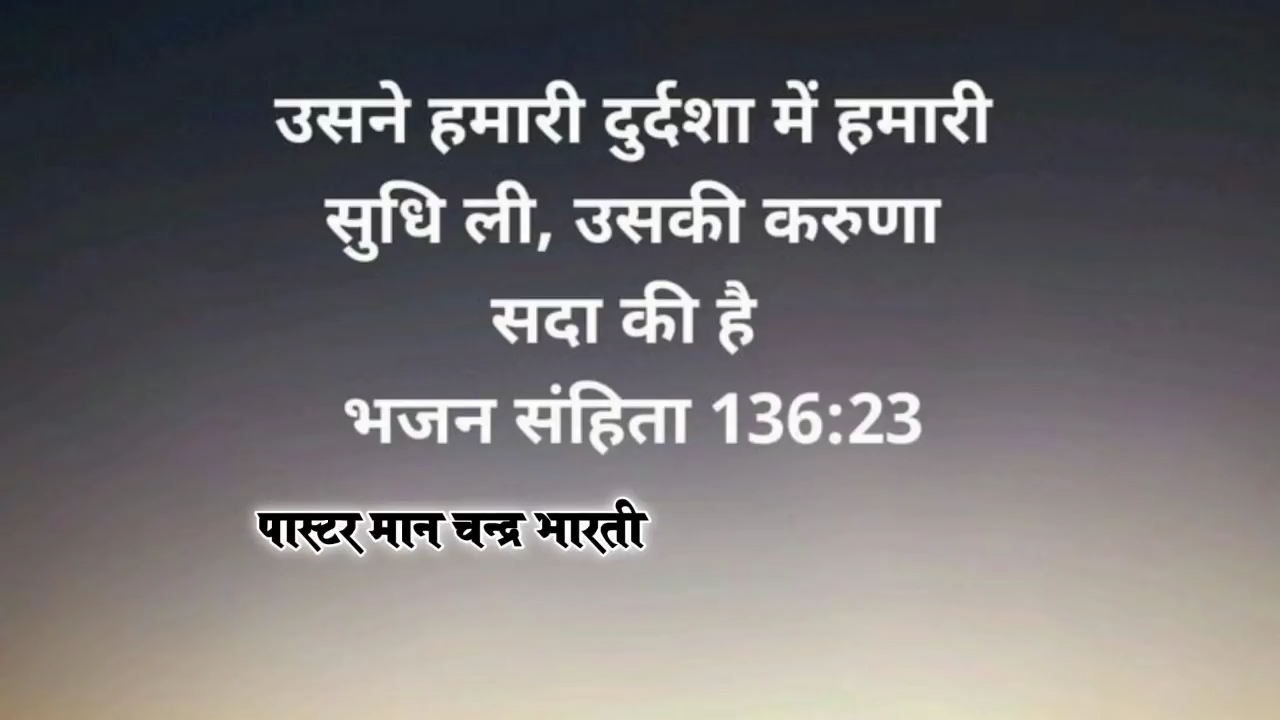 उसने हमारी दुर्दशा में हमारी
सुधि ली, उसकी करुणा
सदा की है
भजन संहिता 136:23
पास्टर मान चन्द्र भारती